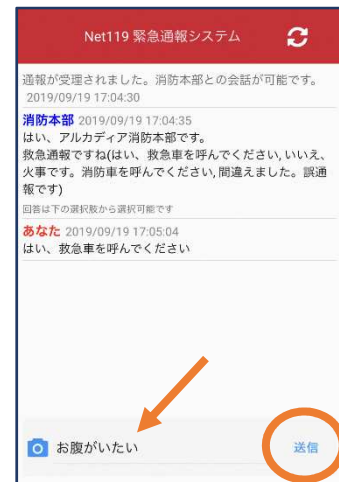 Net119 緊急通報システム
通報が受理されました。消防本部との会話が可能です。
2019/09/19 17:04:30
消防本部 2019/09/19 17:04:35
はい、アルカディア消防本部です。
救急通報ですね(はい、救急車を呼んでください, いいえ、
火事です。消防車を呼んでください, 間違えました。誤通
報です)
回答は下の選択肢から選択可能です
あなた 2019/09/19 17:05:04
はい、救急車を呼んでください
お腹がいたい 送信